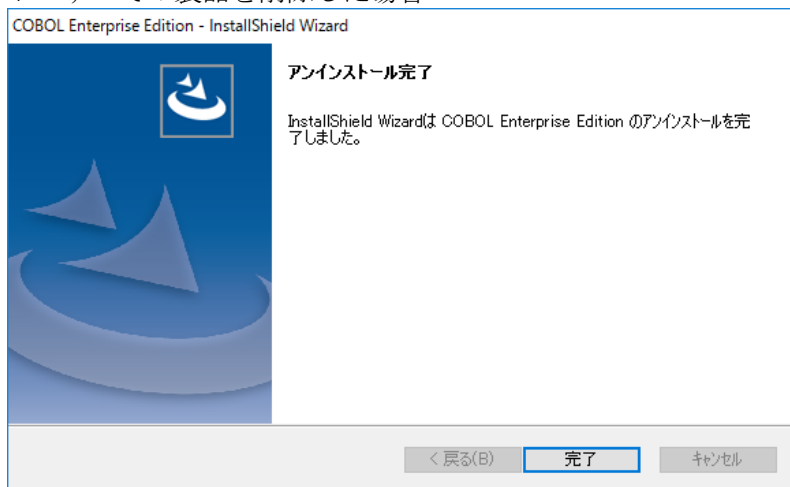 COBOL Enterprise Edition - InstallShield Wizard
アンインストール完了
InstallShield Wizardは COBOL Enterprise Edition のアンインストールを完
了しました。
< 戻る(B)
完了
キャンセル